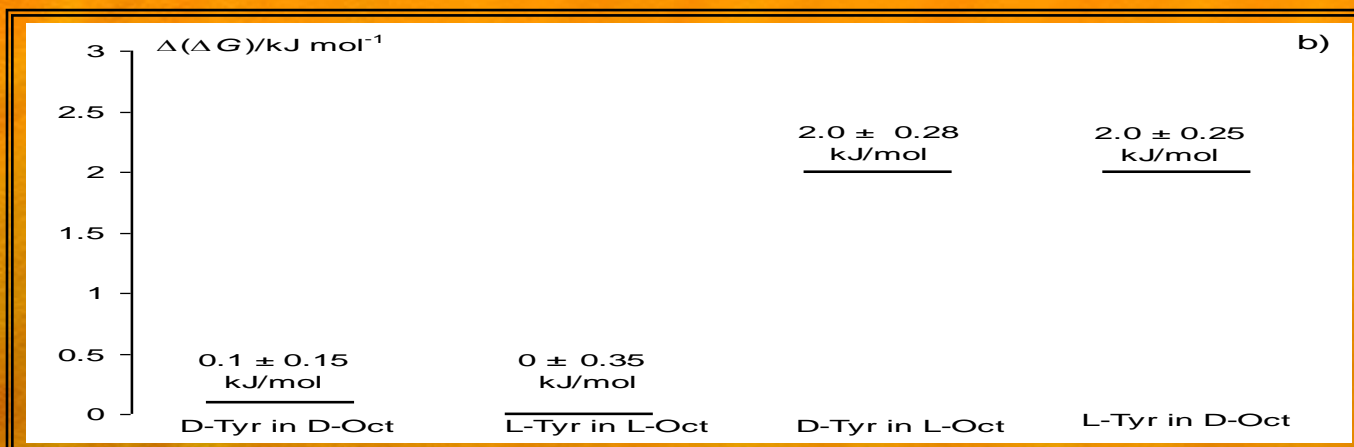 Δ(ΔG)/kJ mol⁻¹
b)
3
2.5
2
1.5
1
0.5
0
0.1 ± 0.15
kJ/mol
0 ± 0.35
kJ/mol
2.0 ± 0.28
kJ/mol
2.0 ± 0.25
kJ/mol
D-Tyr in D-Oct
L-Tyr in L-Oct
D-Tyr in L-Oct
L-Tyr in D-Oct